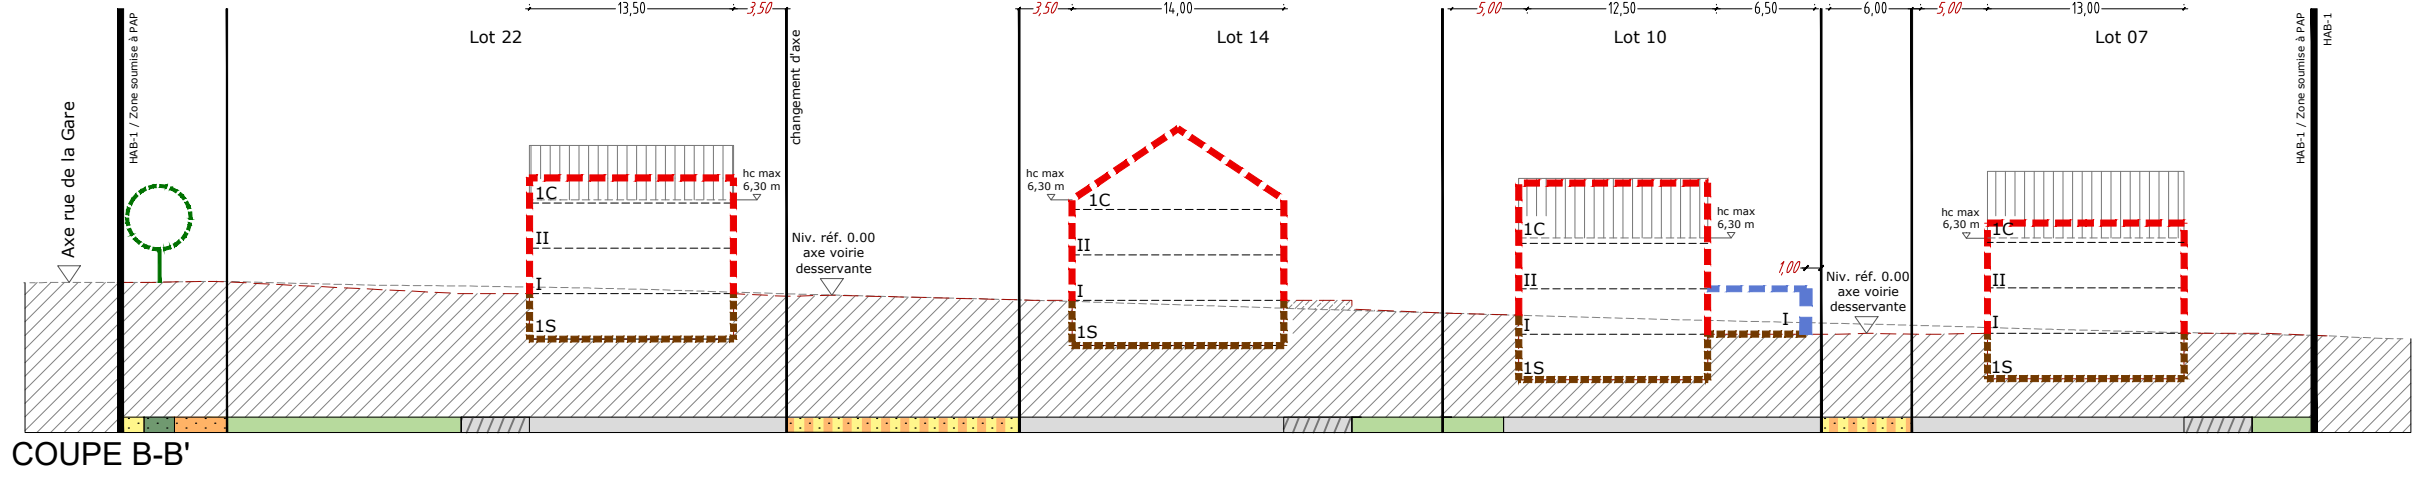 13,50
3,50
3,50
14,00
5,00
12,50
6,50
6,00
5,00
13,00
Lot 22
Lot 14
Lot 10
Lot 07
Axe rue de la Gare
HAB-1 / Zone soumise à PAP
changement d'axe
HAB-1 / Zone soumise à PAP
HAB-1
hc max
6,30 m
1C
II
I
1S
Niv. réf. 0.00
axe voirie
desservante
hc max
6,30 m
1C
II
I
1S
hc max
6,30 m
1C
II
I
1S
1,00
I
Niv. réf. 0.00
axe voirie
desservante
hc max
6,30 m
1C
II
I
1S
COUPE B-B'